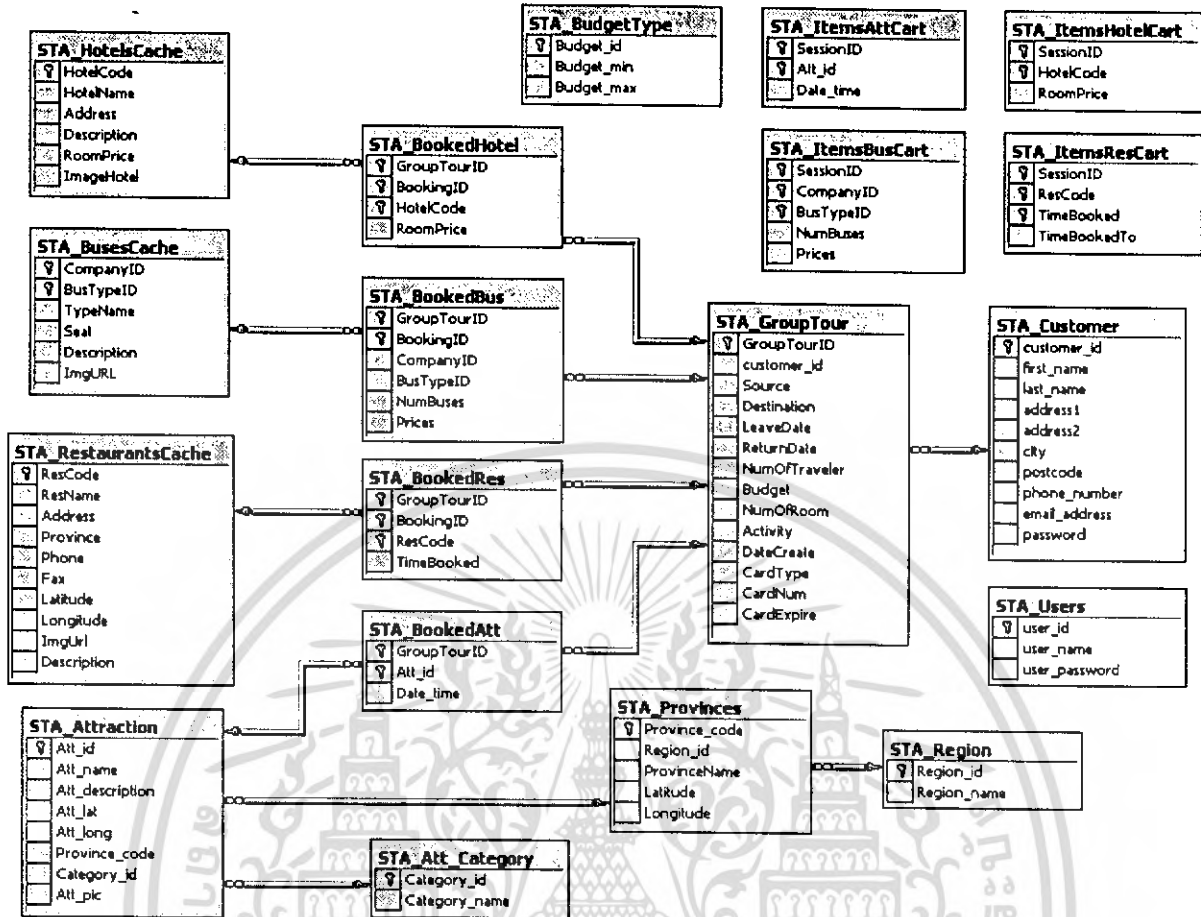 STA_BudgetType
Budget_id
Budget_min
Budget_max
STA_ItemsAttCart
SessionID
Att_id
Date_time
STA_ItemsHotelCart
SessionID
HotelCode
RoomPrice
STA_HotelsCache
HotelCode
HotelName
Address
Description
RoomPrice
ImageHotel
STA_BookedHotel
GroupTourID
BookingID
HotelCode
RoomPrice
STA_ItemsBusCart
SessionID
CompanyID
BusTypeID
NumBuses
Prices
STA_ItemsResCart
SessionID
ResCode
TimeBooked
TimeBookedTo
STA_BusesCache
CompanyID
BusTypeID
TypeName
Seat
Description
ImgURL
STA_BookedBus
GroupTourID
BookingID
CompanyID
BusTypeID
NumBuses
Prices
STA_GroupTour
GroupTourID
customer_id
Source
Destination
LeaveDate
ReturnDate
NumOfTraveler
Budget
NumOfRoom
Activity
DateCreate
CardType
CardNum
CardExpire
STA_Customer
customer_id
first_name
last_name
address1
address2
city
postcode
phone_number
email_address
password
STA_RestaurantsCache
ResCode
ResName
Address
Province
Phone
Fax
Latitude
Longitude
ImgUrl
Description
STA_BookedRes
GroupTourID
BookingID
ResCode
TimeBooked
STA_Users
user_id
user_name
user_password
STA_BookedAtt
GroupTourID
Att_id
Date_time
STA_Attraction
Att_id
Att_name
Att_description
Att_lat
Att_long
Province_code
Category_id
Att_pic
STA_Provinces
Province_code
Region_id
ProvinceName
Latitude
Longitude
STA_Region
Region_id
Region_name
STA_Att_Category
Category_id
Category_name